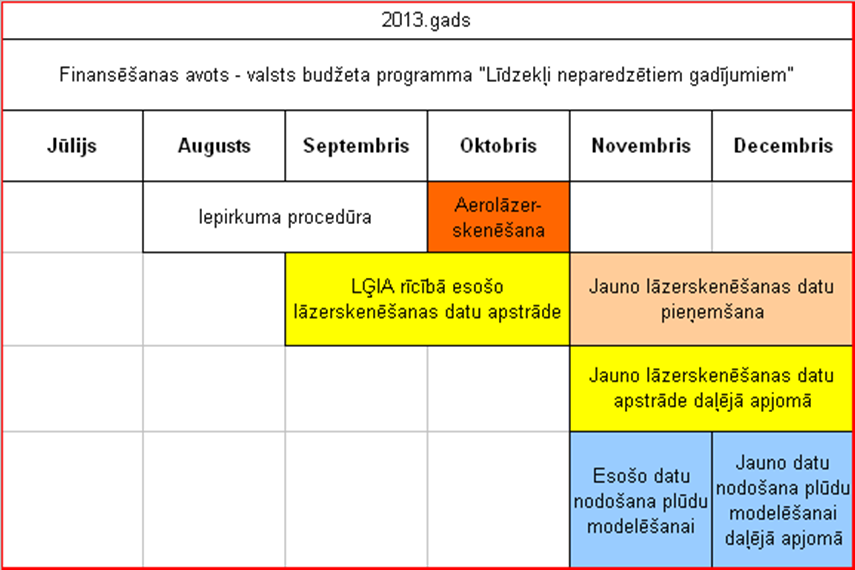 2013.gads
Finansēšanas avots - valsts budžeta programma "Līdzekļi neparedzētiem gadījumiem"
Jūlijs Augusts Septembris Oktobris Novembris Decembris
Iepirkuma procedūra
Aerolāzer-
skenēšana
LĢIA rīcībā esošo
lāzerskenēšanas datu apstrāde
Jauno lāzerskenēšanas datu
pieņemšana
Jauno lāzerskenēšanas datu
apstrāde daļējā apjomā
Esošo datu
nodošana plūdu
modelēšanai
Jauno datu
nodošana plūdu
modelēšanai
daļējā apjomā